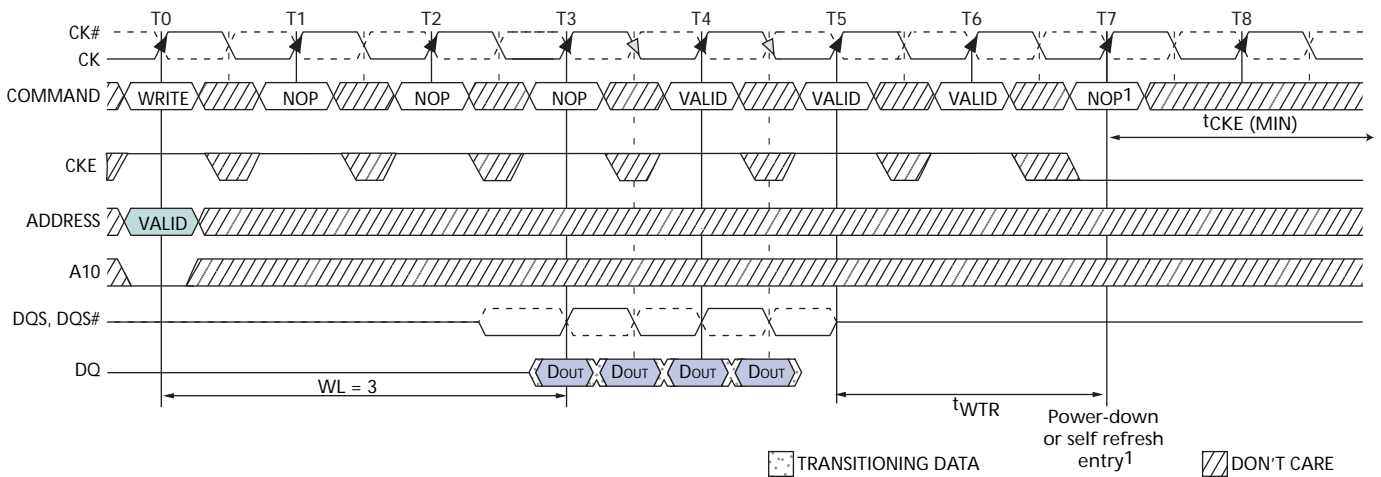 T0 T1 T2 T3 T4 T5 T6 T7 T8
CK#
CK
COMMAND WRITE NOP NOP NOP VALID VALID VALID NOP1
tCKE (MIN)
CKE
ADDRESS VALID
A10
DQS, DQS#
DQ DOUT DOUT DOUT DOUT
WL = 3
tWTR
Power-down
or self refresh
entry1
TRANSITIONING DATA DON'T CARE